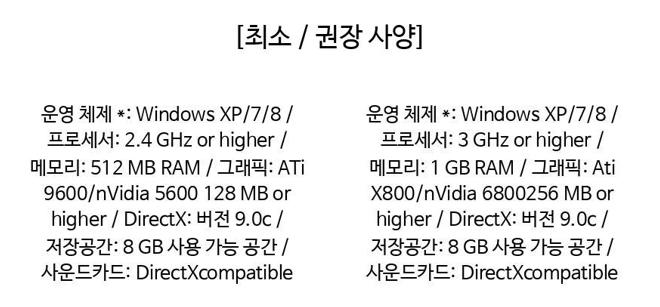 [최소 / 권장 사양]
운영 체제 *: Windows XP/7/8 /
프로세서: 2.4 GHz or higher /
메모리: 512 MB RAM / 그래픽: ATi
9600/nVidia 5600 128 MB or
higher / DirectX: 버전 9.0c /
저장공간: 8 GB 사용 가능 공간 /
사운드카드: DirectXcompatible
운영 체제 *: Windows XP/7/8 /
프로세서: 3 GHz or higher /
메모리: 1 GB RAM / 그래픽: Ati
X800/nVidia 6800256 MB or
higher / DirectX: 버전 9.0c /
저장공간: 8 GB 사용 가능 공간 /
사운드카드: DirectXcompatible